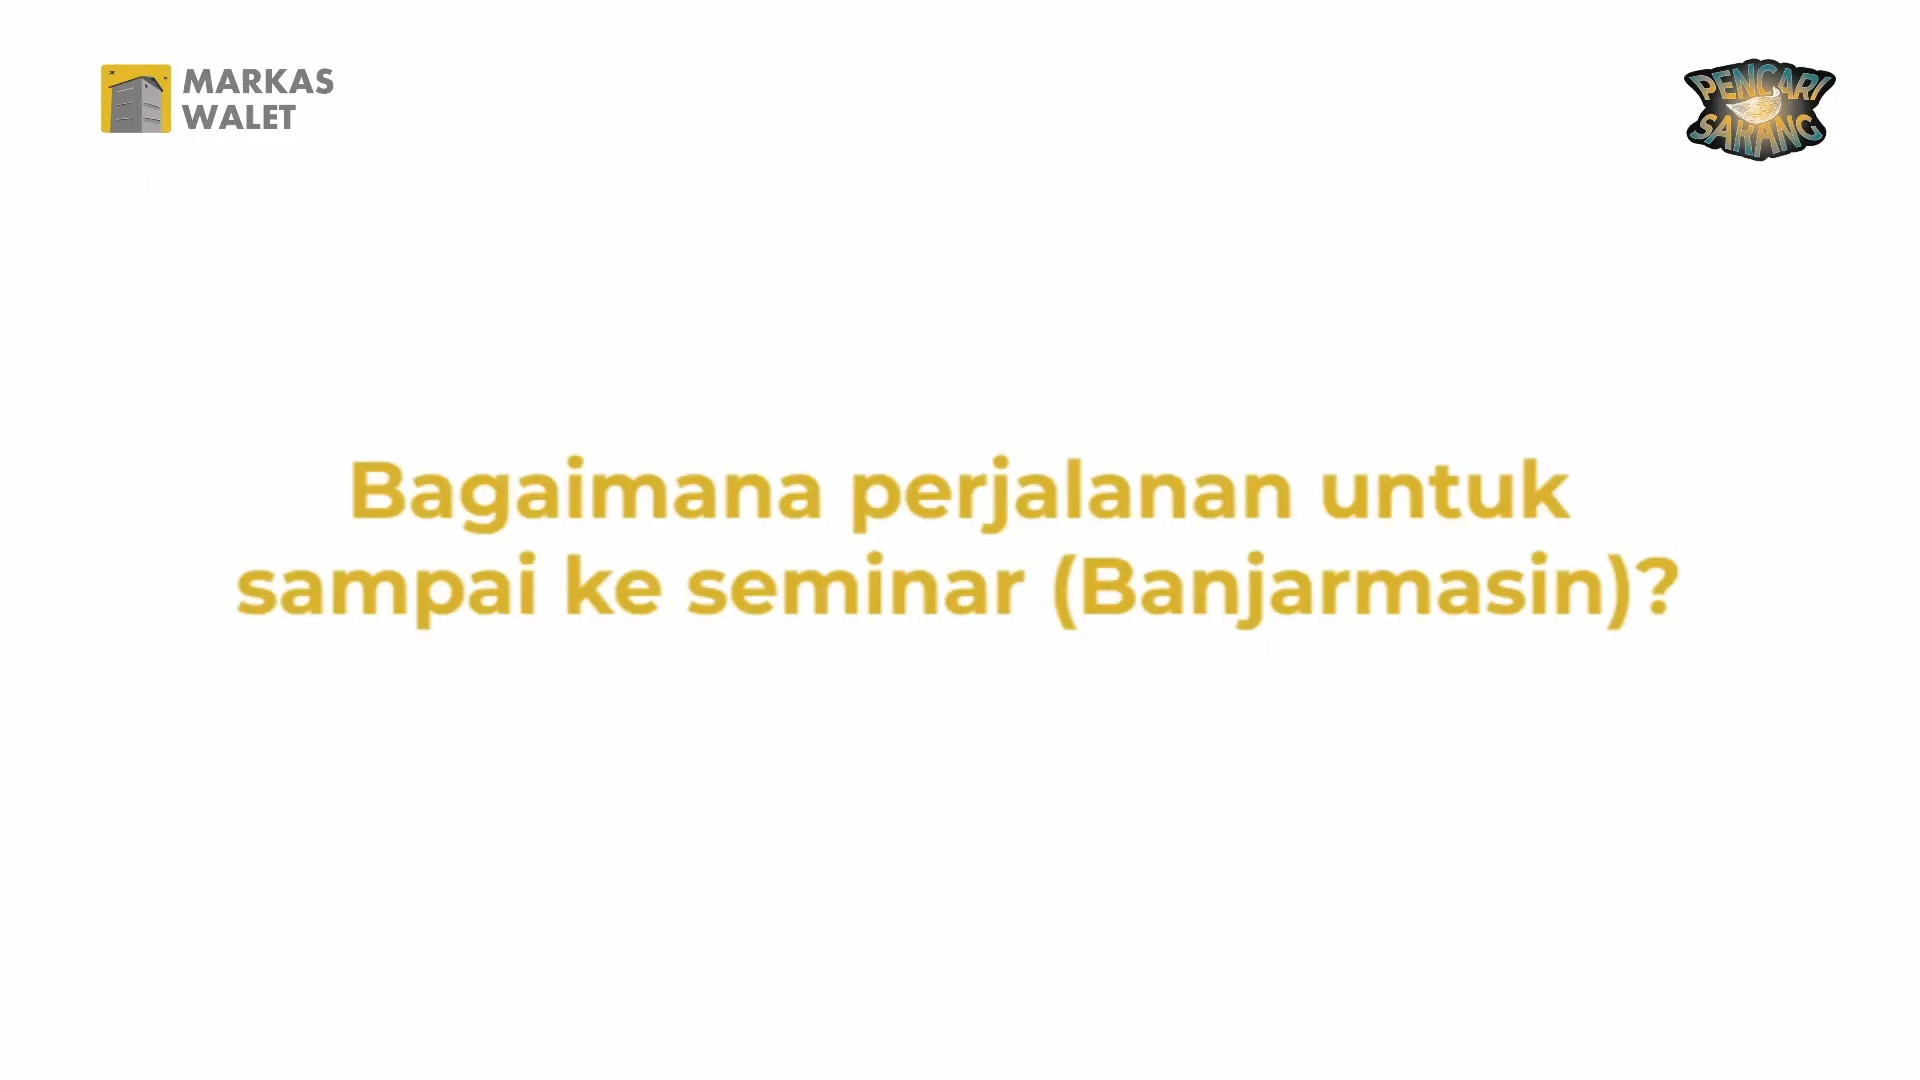 MARKAS
WALET
PENCARI
SARANG
Bagaimana perjalanan untuk
sampai ke seminar (Banjarmasin)?